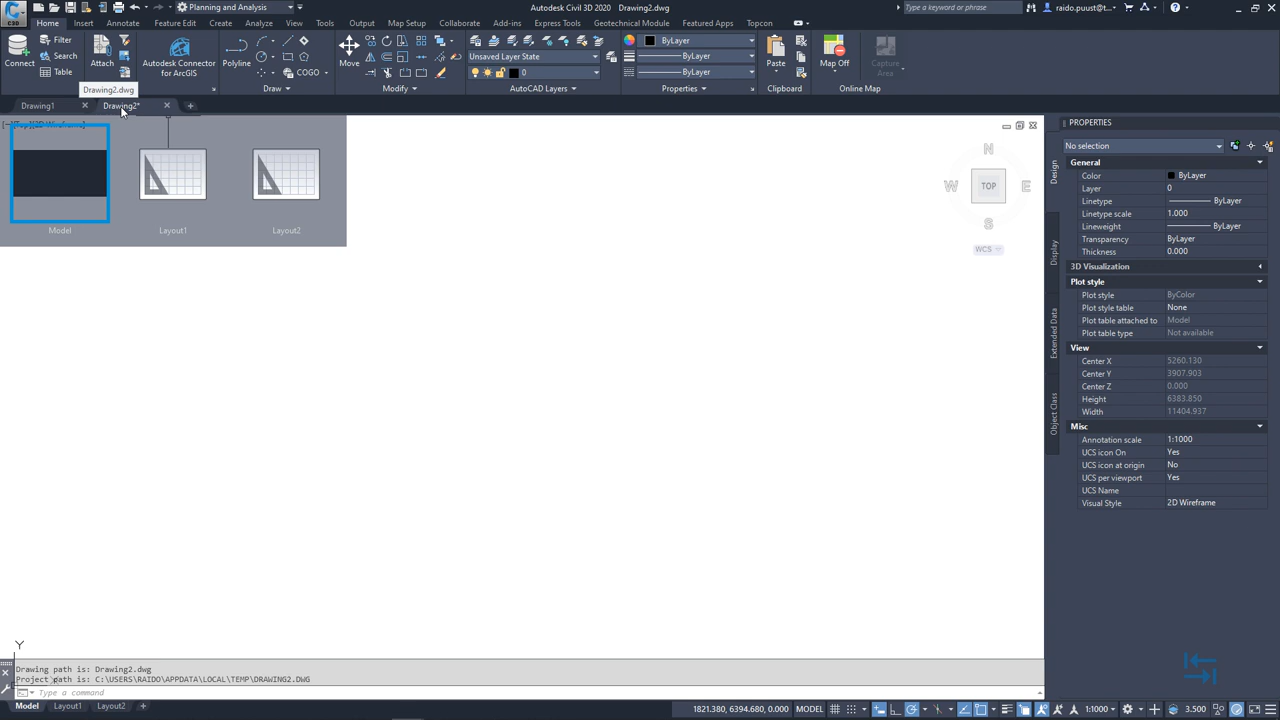 Planning and Analysis
Autodesk Civil 3D 2020 Drawing2.dwg
Type a keyword or phrase
raido.puust@t...
C3D
Home Insert Annotate Feature Edit Create Analyze View Tools Output Map Setup Collaborate Add-ins Express Tools Geotechnical Module Featured Apps Topcon
Connect
Filter
Search
Table
Attach
Autodesk Connector
for ArcGIS
Polyline
COGO
Draw
Move
Modify
Unsaved Layer State
0
AutoCAD Layers
ByLayer
ByLayer
ByLayer
Properties
Paste
Clipboard
Map Off
Capture
Area
Online Map
Drawing2.dwg
Drawing1
Drawing2*
[−][Top][2D Wireframe]
Model
Layout1
Layout2
N
W
TOP
E
S
WCS
PROPERTIES
No selection
Design
Display
Extended Data
Object Class
General
Color ByLayer
Layer 0
Linetype ByLayer
Linetype scale 1.000
Lineweight ByLayer
Transparency ByLayer
Thickness 0.000
3D Visualization
Plot style
Plot style ByColor
Plot style table None
Plot table attached to Model
Plot table type Not available
View
Center X 5260.130
Center Y 3907.903
Center Z 0.000
Height 6383.850
Width 11404.937
Misc
Annotation scale 1:1000
UCS icon On Yes
UCS icon at origin No
UCS per viewport Yes
UCS Name
Visual Style 2D Wireframe
Y
Drawing path is: Drawing2.dwg
Project path is: C:\USERS\RAIDO\APPDATA\LOCAL\TEMP\DRAWING2.DWG
Type a command
Model Layout1 Layout2
1821.380, 6394.680, 0.000 MODEL
1:1000
3.500